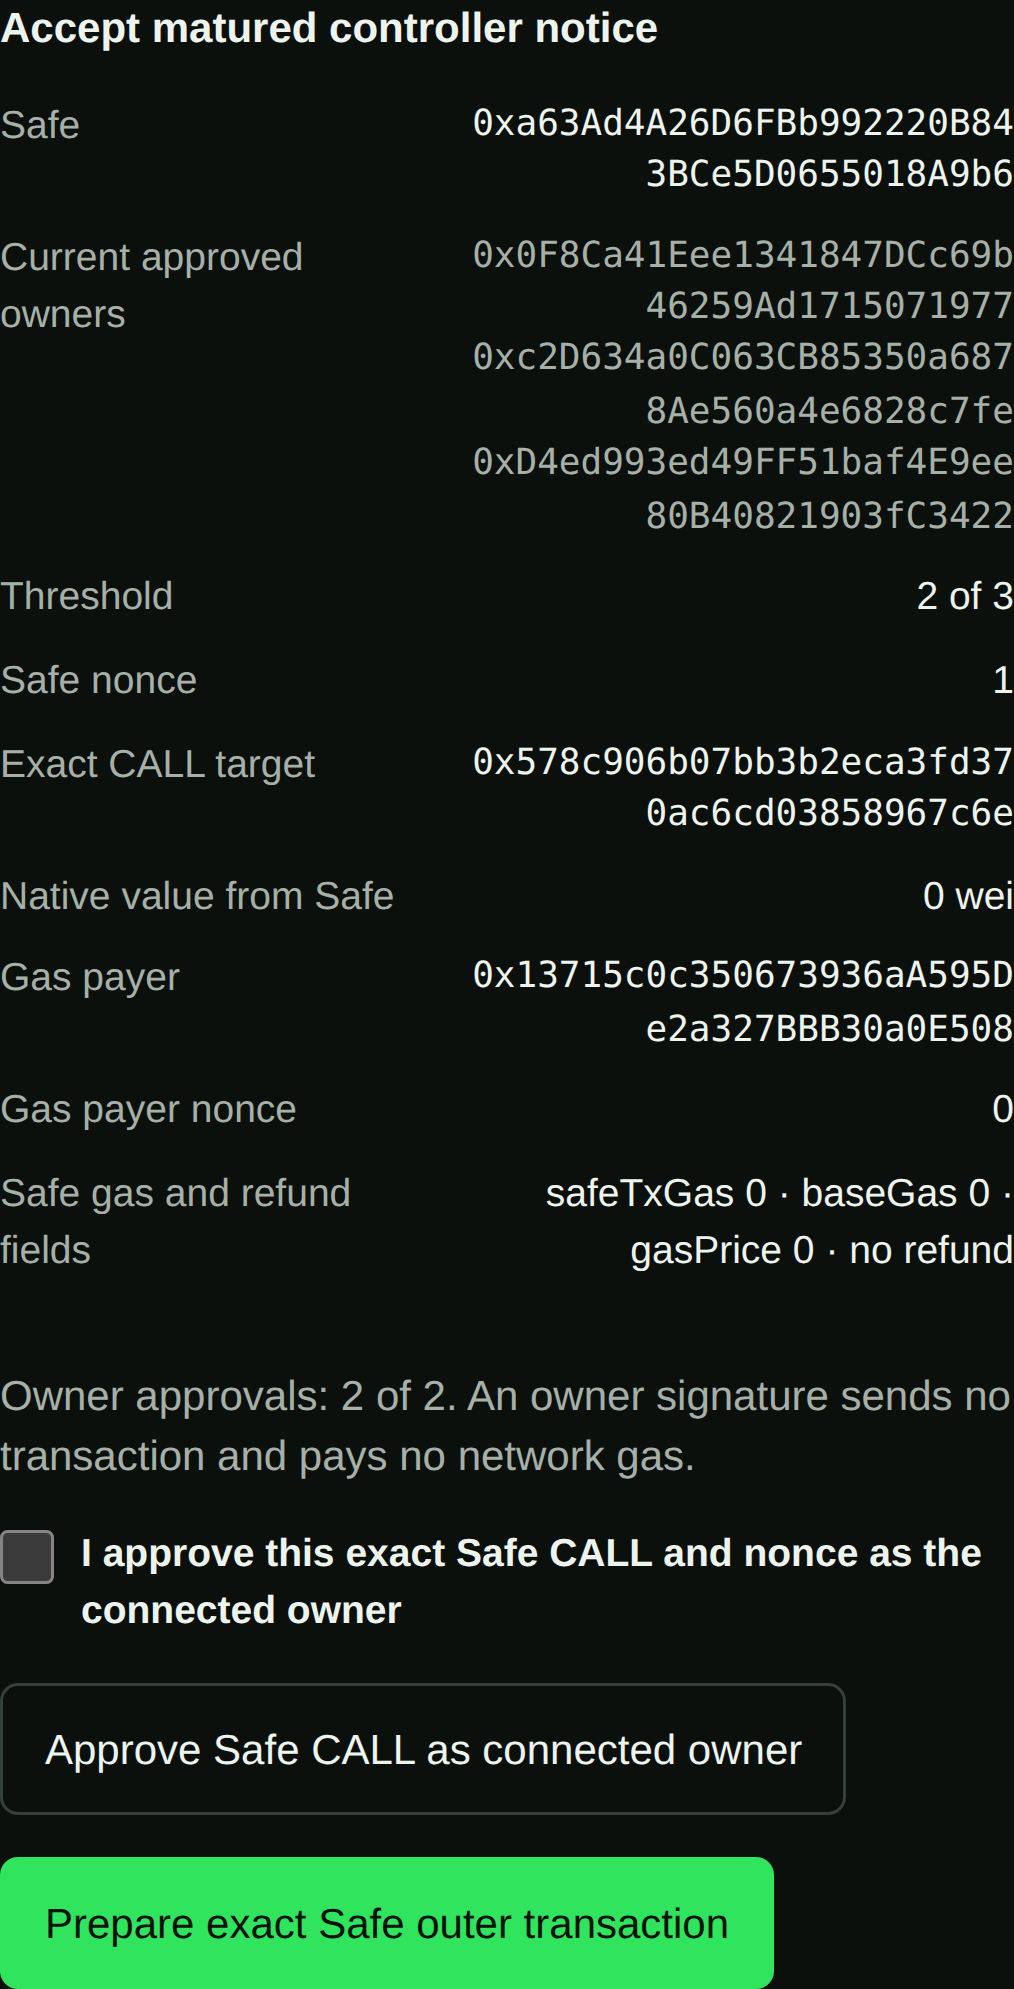 Accept matured controller notice
Safe
0xa63Ad4A26D6FBb992220B84
3BCe5D0655018A9b6
Current approved
owners
0x0F8Ca41Eee1341847DCc69b
46259Ad1715071977
0xc2D634a0C063CB85350a687
8Ae560a4e6828c7fe
0xD4ed993ed49FF51baf4E9ee
80B40821903fC3422
Threshold
2 of 3
Safe nonce
1
Exact CALL target
0x578c906b07bb3b2eca3fd37
0ac6cd03858967c6e
Native value from Safe
0 wei
Gas payer
0x13715c0c350673936aA595D
e2a327BBB30a0E508
Gas payer nonce
0
Safe gas and refund
fields
safeTxGas 0 · baseGas 0 ·
gasPrice 0 · no refund
Owner approvals: 2 of 2. An owner signature sends no
transaction and pays no network gas.
I approve this exact Safe CALL and nonce as the
connected owner
Approve Safe CALL as connected owner
Prepare exact Safe outer transaction